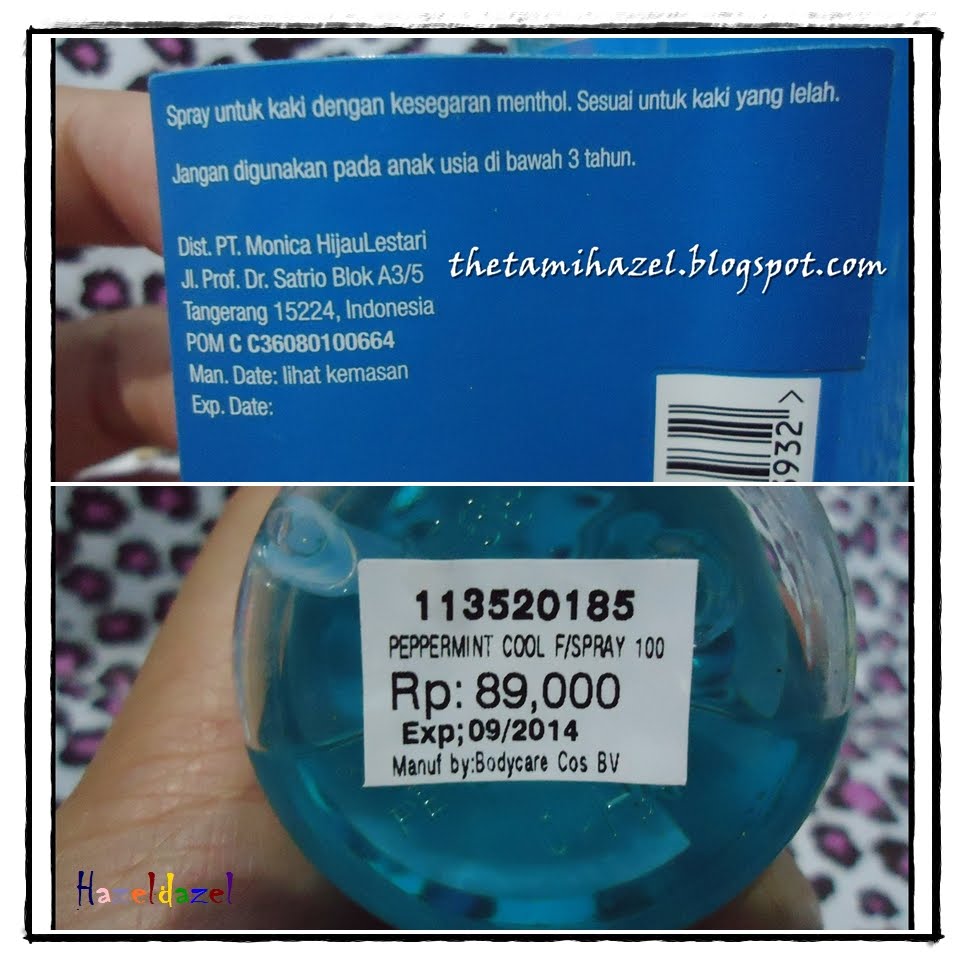 Spray untuk kaki dengan kesegaran menthol. Sesuai untuk kaki yang lelah.
Jangan digunakan pada anak usia di bawah 3 tahun.
Dist. PT. Monica HijauLestari
Jl. Prof. Dr. Satrio Blok A3/5
Tangerang 15224, Indonesia
POM C C36080100664
Man. Date: lihat kemasan
Exp. Date:
thetamihazel.blogspot.com
113520185
PEPPERMINT COOL F/SPRAY 100
Rp: 89,000
Exp;09/2014
Manuf by:Bodycare Cos BV
Hazeldazel